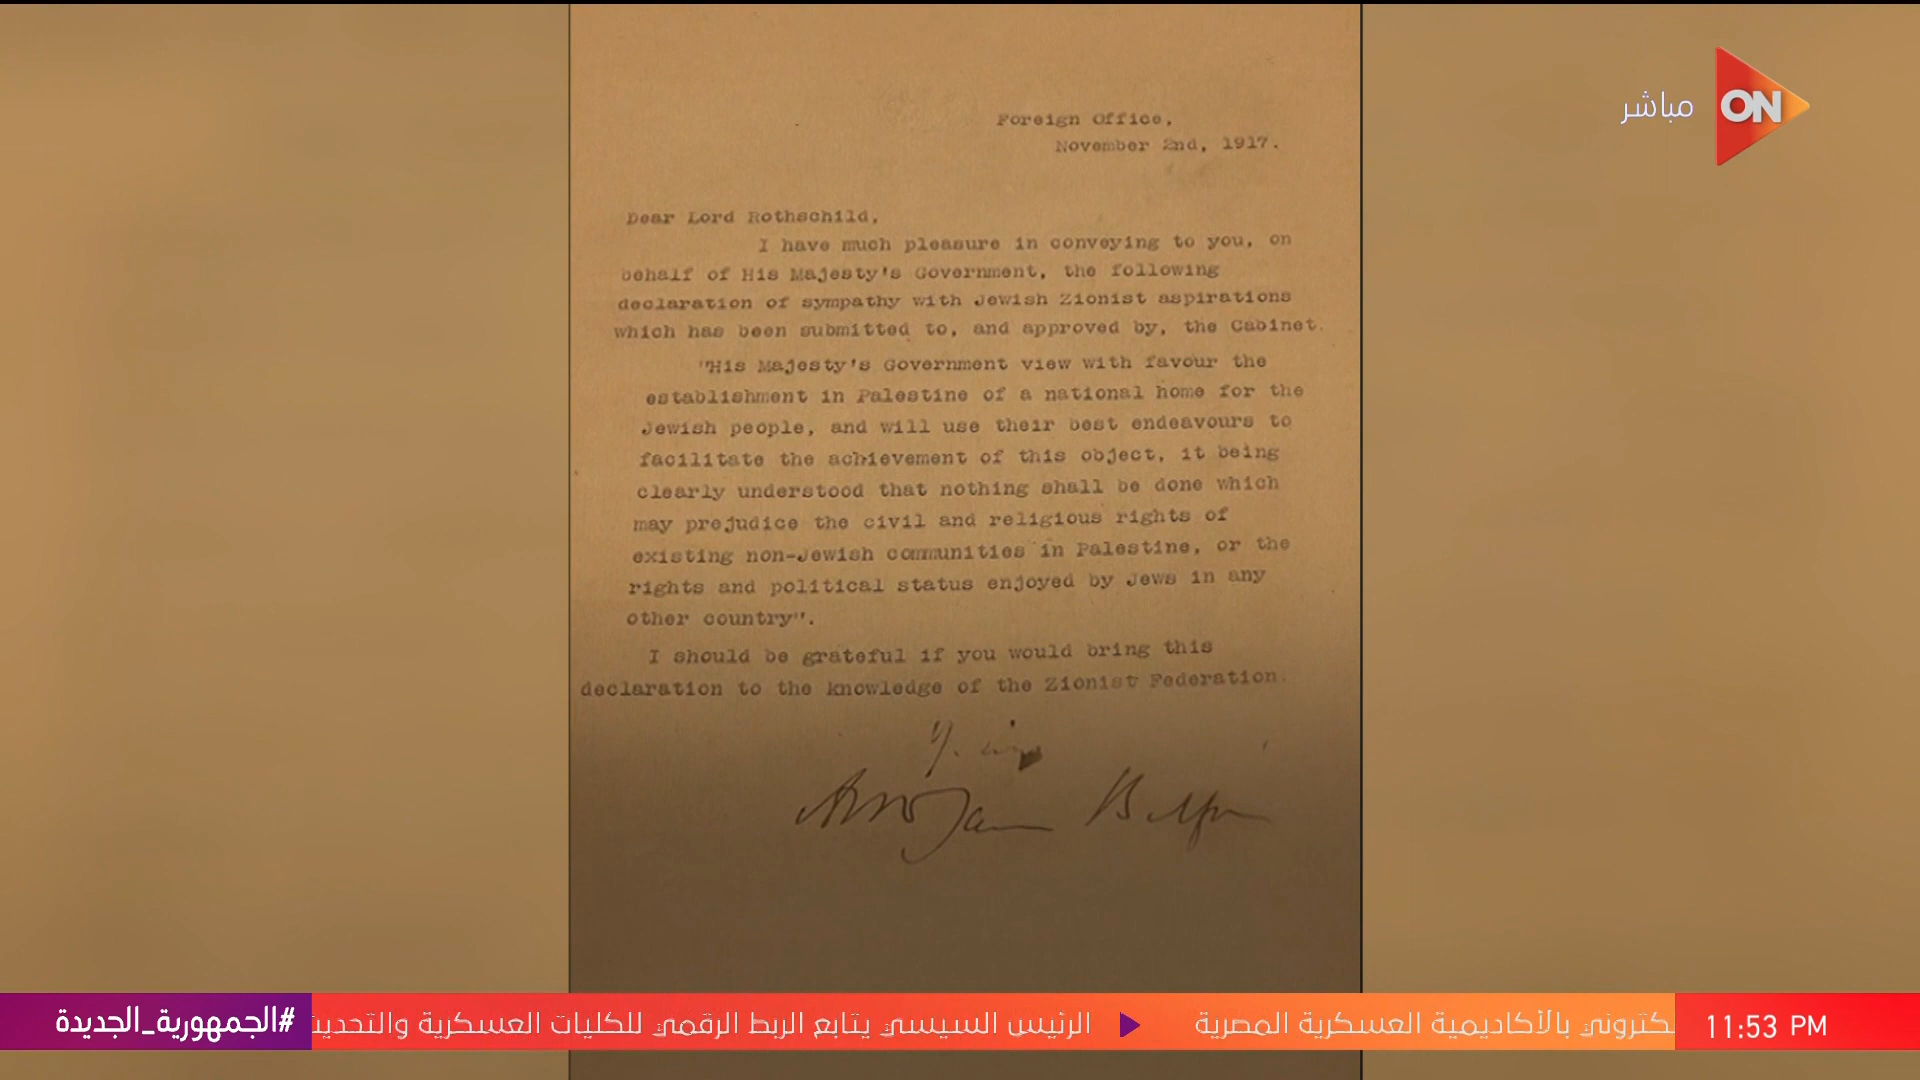 مباشر
ON
Foreign Office,
November 2nd, 1917.
Dear Lord Rothschild,
I have much pleasure in conveying to you, on
behalf of His Majesty's Government, the following
declaration of sympathy with Jewish Zionist aspirations
which has been submitted to, and approved by, the Cabinet.
"His Majesty's Government view with favour the
establishment in Palestine of a national home for the
Jewish people, and will use their best endeavours to
facilitate the achievement of this object, it being
clearly understood that nothing shall be done which
may prejudice the civil and religious rights of
existing non-Jewish communities in Palestine, or the
rights and political status enjoyed by Jews in any
other country".
I should be grateful if you would bring this
declaration to the knowledge of the Zionist Federation.
#الجمهورية_الجديدة
كتروني بالأكاديمية العسكرية المصرية ◀ الرئيس السيسي يتابع الربط الرقمي للكليات العسكرية والتحديث
11:53 PM